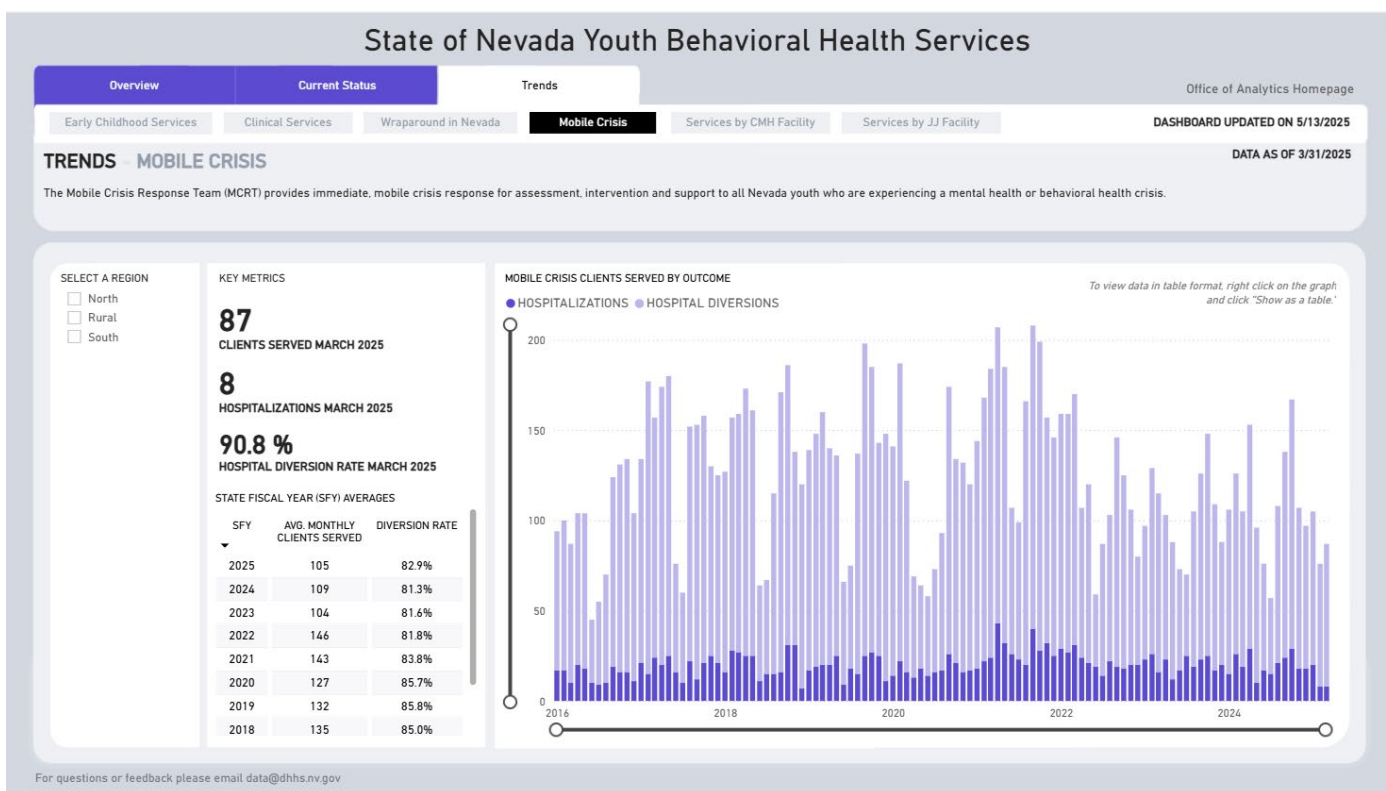 State of Nevada Youth Behavioral Health Services
Overview
Current Status
Trends
Office of Analytics Homepage
Early Childhood Services
Clinical Services
Wraparound in Nevada
Mobile Crisis
Services by CMH Facility
Services by JJ Facility
DASHBOARD UPDATED ON 5/13/2025
TRENDS - MOBILE CRISIS
DATA AS OF 3/31/2025
The Mobile Crisis Response Team (MCRT) provides immediate, mobile crisis response for assessment, intervention and support to all Nevada youth who are experiencing a mental health or behavioral health crisis.
SELECT A REGION
North
Rural
South
KEY METRICS
87
CLIENTS SERVED MARCH 2025
8
HOSPITALIZATIONS MARCH 2025
90.8 %
HOSPITAL DIVERSION RATE MARCH 2025
STATE FISCAL YEAR (SFY) AVERAGES
SFY AVG. MONTHLY CLIENTS SERVED DIVERSION RATE
2025 105 82.9%
2024 109 81.3%
2023 104 81.6%
2022 146 81.8%
2021 143 83.8%
2020 127 85.7%
2019 132 85.8%
2018 135 85.0%
MOBILE CRISIS CLIENTS SERVED BY OUTCOME
HOSPITALIZATIONS HOSPITAL DIVERSIONS
To view data in table format, right click on the graph
and click "Show as a table."
200
150
100
50
0
2016 2018 2020 2022 2024
For questions or feedback please email data@dhhs.nv.gov